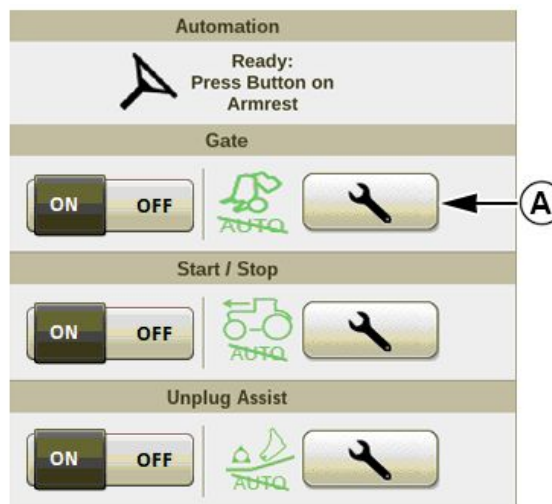 Automation
Ready:
Press Button on
Armrest
Gate
ON OFF AUTO A
Start / Stop
ON OFF AUTO
Unplug Assist
ON OFF AUTO